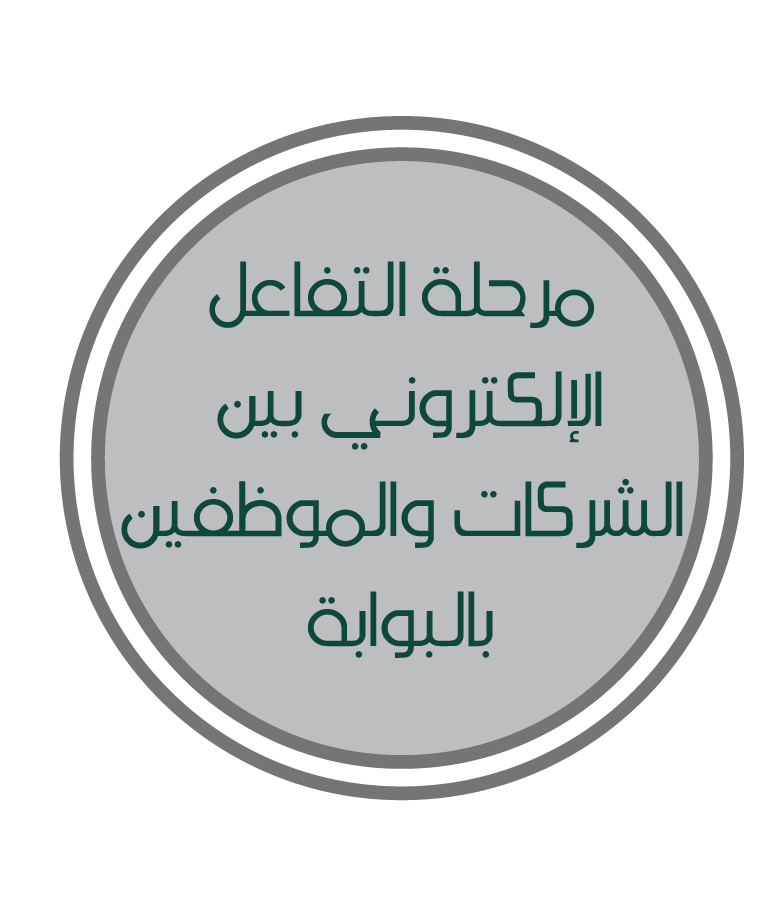 مرحلة التفاعل
الإلكتروني بين
الشركات والموظفين
بالبوابة